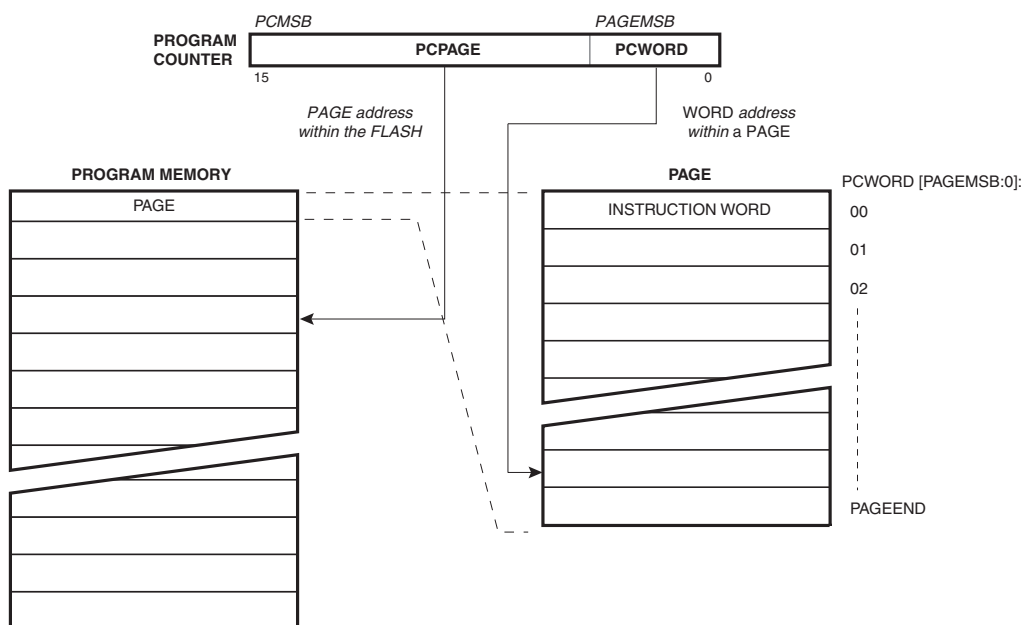 PCMSB PAGEMSB
PROGRAM
COUNTER
PCPAGE PCWORD
15 0
PAGE address
within the FLASH
WORD address
within a PAGE
PROGRAM MEMORY
PAGE
PAGE
INSTRUCTION WORD
PCWORD [PAGEMSB:0]:
00
01
02
PAGEEND